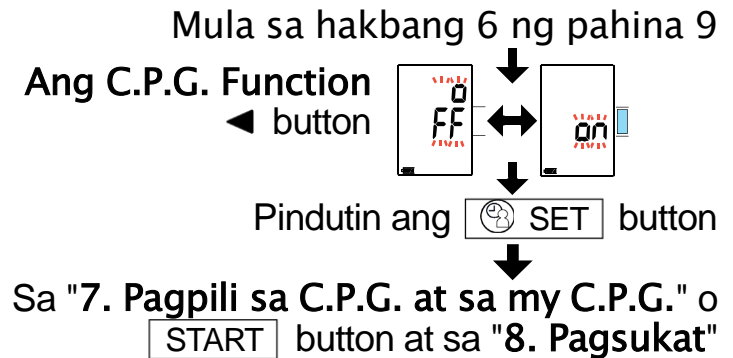 Mula sa hakbang 6 ng pahina 9
Ang C.P.G. Function
◄ button
o
FF
on
Pindutin ang SET button
Sa "7. Pagpili sa C.P.G. at sa my C.P.G." o
START button at sa "8. Pagsukat"